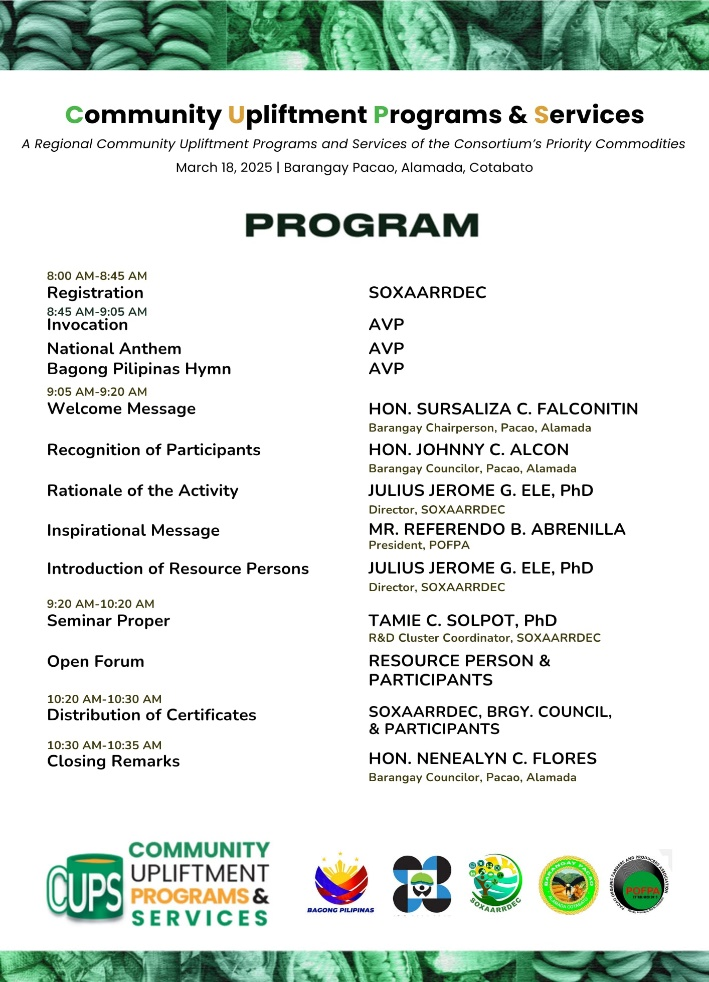 Community Upliftment Programs & Services
A Regional Community Upliftment Programs and Services of the Consortium's Priority Commodities
March 18, 2025 | Barangay Pacao, Alamada, Cotabato
PROGRAM
8:00 AM-8:45 AM
Registration SOXAARRDEC
8:45 AM-9:05 AM
Invocation AVP
National Anthem AVP
Bagong Pilipinas Hymn AVP
9:05 AM-9:20 AM
Welcome Message HON. SURSALIZA C. FALCONITIN
Barangay Chairperson, Pacao, Alamada
Recognition of Participants HON. JOHNNY C. ALCON
Barangay Councilor, Pacao, Alamada
Rationale of the Activity JULIUS JEROME G. ELE, PhD
Director, SOXAARRDEC
Inspirational Message MR. REFERENDO B. ABRENILLA
President, POFPA
Introduction of Resource Persons JULIUS JEROME G. ELE, PhD
Director, SOXAARRDEC
9:20 AM-10:20 AM
Seminar Proper TAMIE C. SOLPOT, PhD
R&D Cluster Coordinator, SOXAARRDEC
Open Forum RESOURCE PERSON &
PARTICIPANTS
10:20 AM-10:30 AM
Distribution of Certificates SOXAARRDEC, BRGY. COUNCIL,
& PARTICIPANTS
10:30 AM-10:35 AM
Closing Remarks HON. NENEALYN C. FLORES
Barangay Councilor, Pacao, Alamada
CUPS
COMMUNITY
UPLIFTMENT
PROGRAMS &
SERVICES
BAGONG PILIPINAS
SOXAARRDEC
BARANGAY PACAO
POFPA